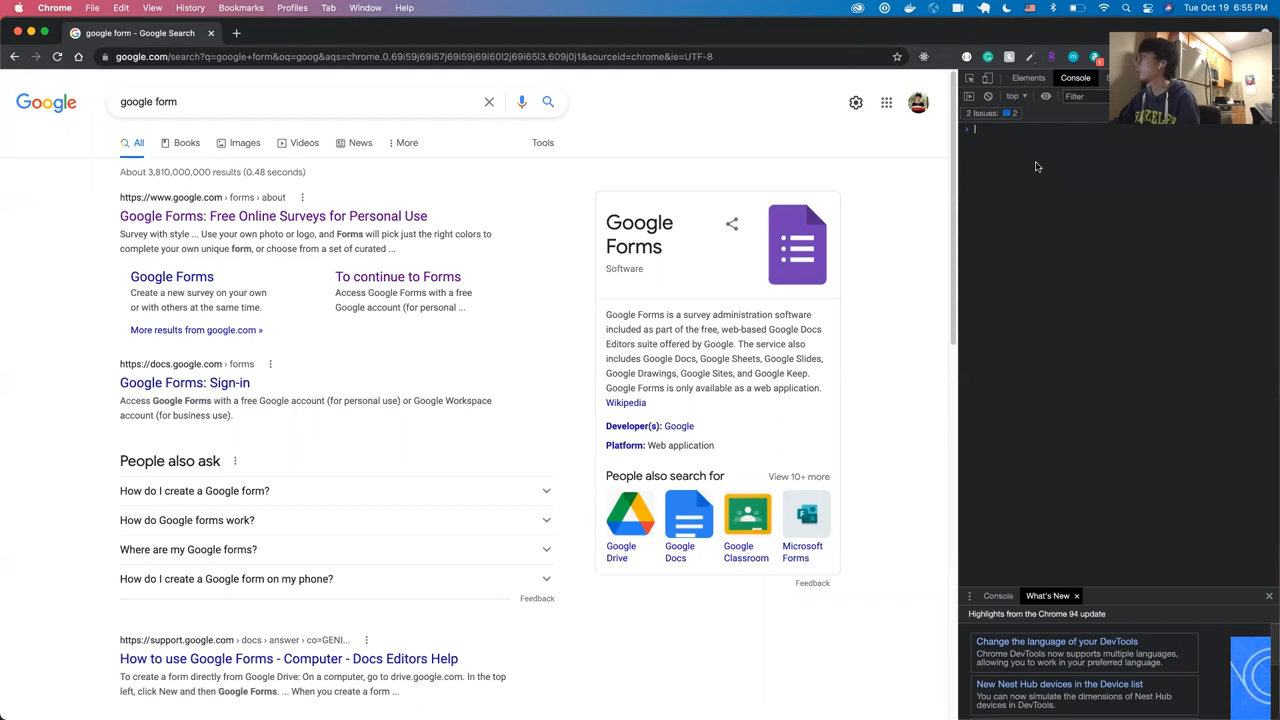 Chrome File Edit View History Bookmarks Profiles Tab Window Help
Tue Oct 19 6:55 PM
google form - Google Search
google.com/search?q=google+form&oq=goog&aqs=chrome.0.69i59j69i57j69i59j69i60l2j69i65l3.609j0j1&sourceid=chrome&ie=UTF-8
Google
google form
All Books Images Videos News More Tools
About 3,810,000,000 results (0.48 seconds)
https://www.google.com › forms › about
Google Forms: Free Online Surveys for Personal Use
Survey with style ... Use your own photo or logo, and Forms will pick just the right colors to
complete your own unique form, or choose from a set of curated ...
Google Forms
Create a new survey on your own
or with others at the same time.
To continue to Forms
Access Google Forms with a free
Google account (for personal ...
More results from google.com »
https://docs.google.com › forms
Google Forms: Sign-in
Access Google Forms with a free Google account (for personal use) or Google Workspace
account (for business use).
People also ask
How do I create a Google form?
How do Google forms work?
Where are my Google forms?
How do I create a Google form on my phone?
Feedback
https://support.google.com › docs › answer › co=GENI...
How to use Google Forms - Computer - Docs Editors Help
To create a form directly from Google Drive: On a computer, go to drive.google.com. In the top
left, click New and then Google Forms. ... When you create a form ...
Google
Forms
Software
Google Forms is a survey administration software
included as part of the free, web-based Google Docs
Editors suite offered by Google. The service also
includes Google Docs, Google Sheets, Google Slides,
Google Drawings, Google Sites, and Google Keep.
Google Forms is only available as a web application.
Wikipedia
Developer(s): Google
Platform: Web application
People also search for
View 10+ more
Google
Drive
Google
Docs
Google
Classroom
Microsoft
Forms
Feedback
Elements Console
top Filter
2 Issues: 2
Console What's New
Highlights from the Chrome 94 update
Change the language of your DevTools
Chrome DevTools now supports multiple languages,
allowing you to work in your preferred language.
New Nest Hub devices in the Device list
You can now simulate the dimensions of Nest Hub
devices in DevTools.